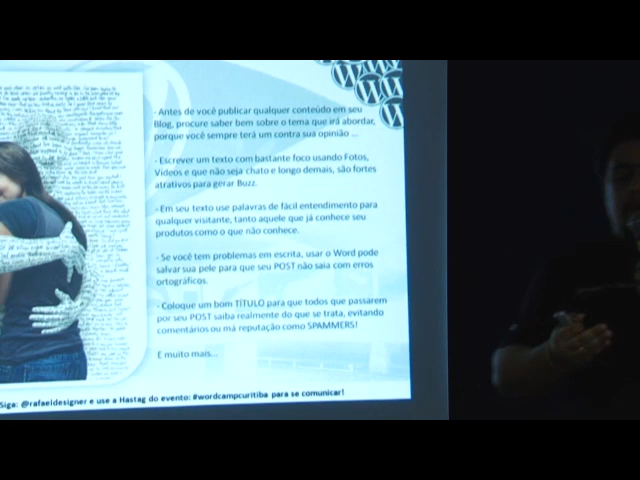 - Antes de você publicar qualquer conteúdo em seu
Blog, procure saber bem sobre o tema que irá abordar,
porque você sempre terá um contra sua opinião ...
- Escrever um texto com bastante foco usando Fotos,
Videos e que não seja chato e longo demais, são fortes
atrativos para gerar Buzz.
- Em seu texto use palavras de fácil entendimento para
qualquer visitante, tanto aquele que já conhece seu
produtos como o que não conhece.
- Se você tem problemas em escrita, usar o Word pode
salvar sua pele para que seu POST não saia com erros
ortográficos.
- Coloque um bom TÍTULO para que todos que passarem
por seu POST saiba realmente do que se trata, evitando
comentários ou má reputação como SPAMMERS!
E muito mais...
Siga: @rafaeldesigner e use a Hastag do evento: #wordcampcuritiba para se comunicar!